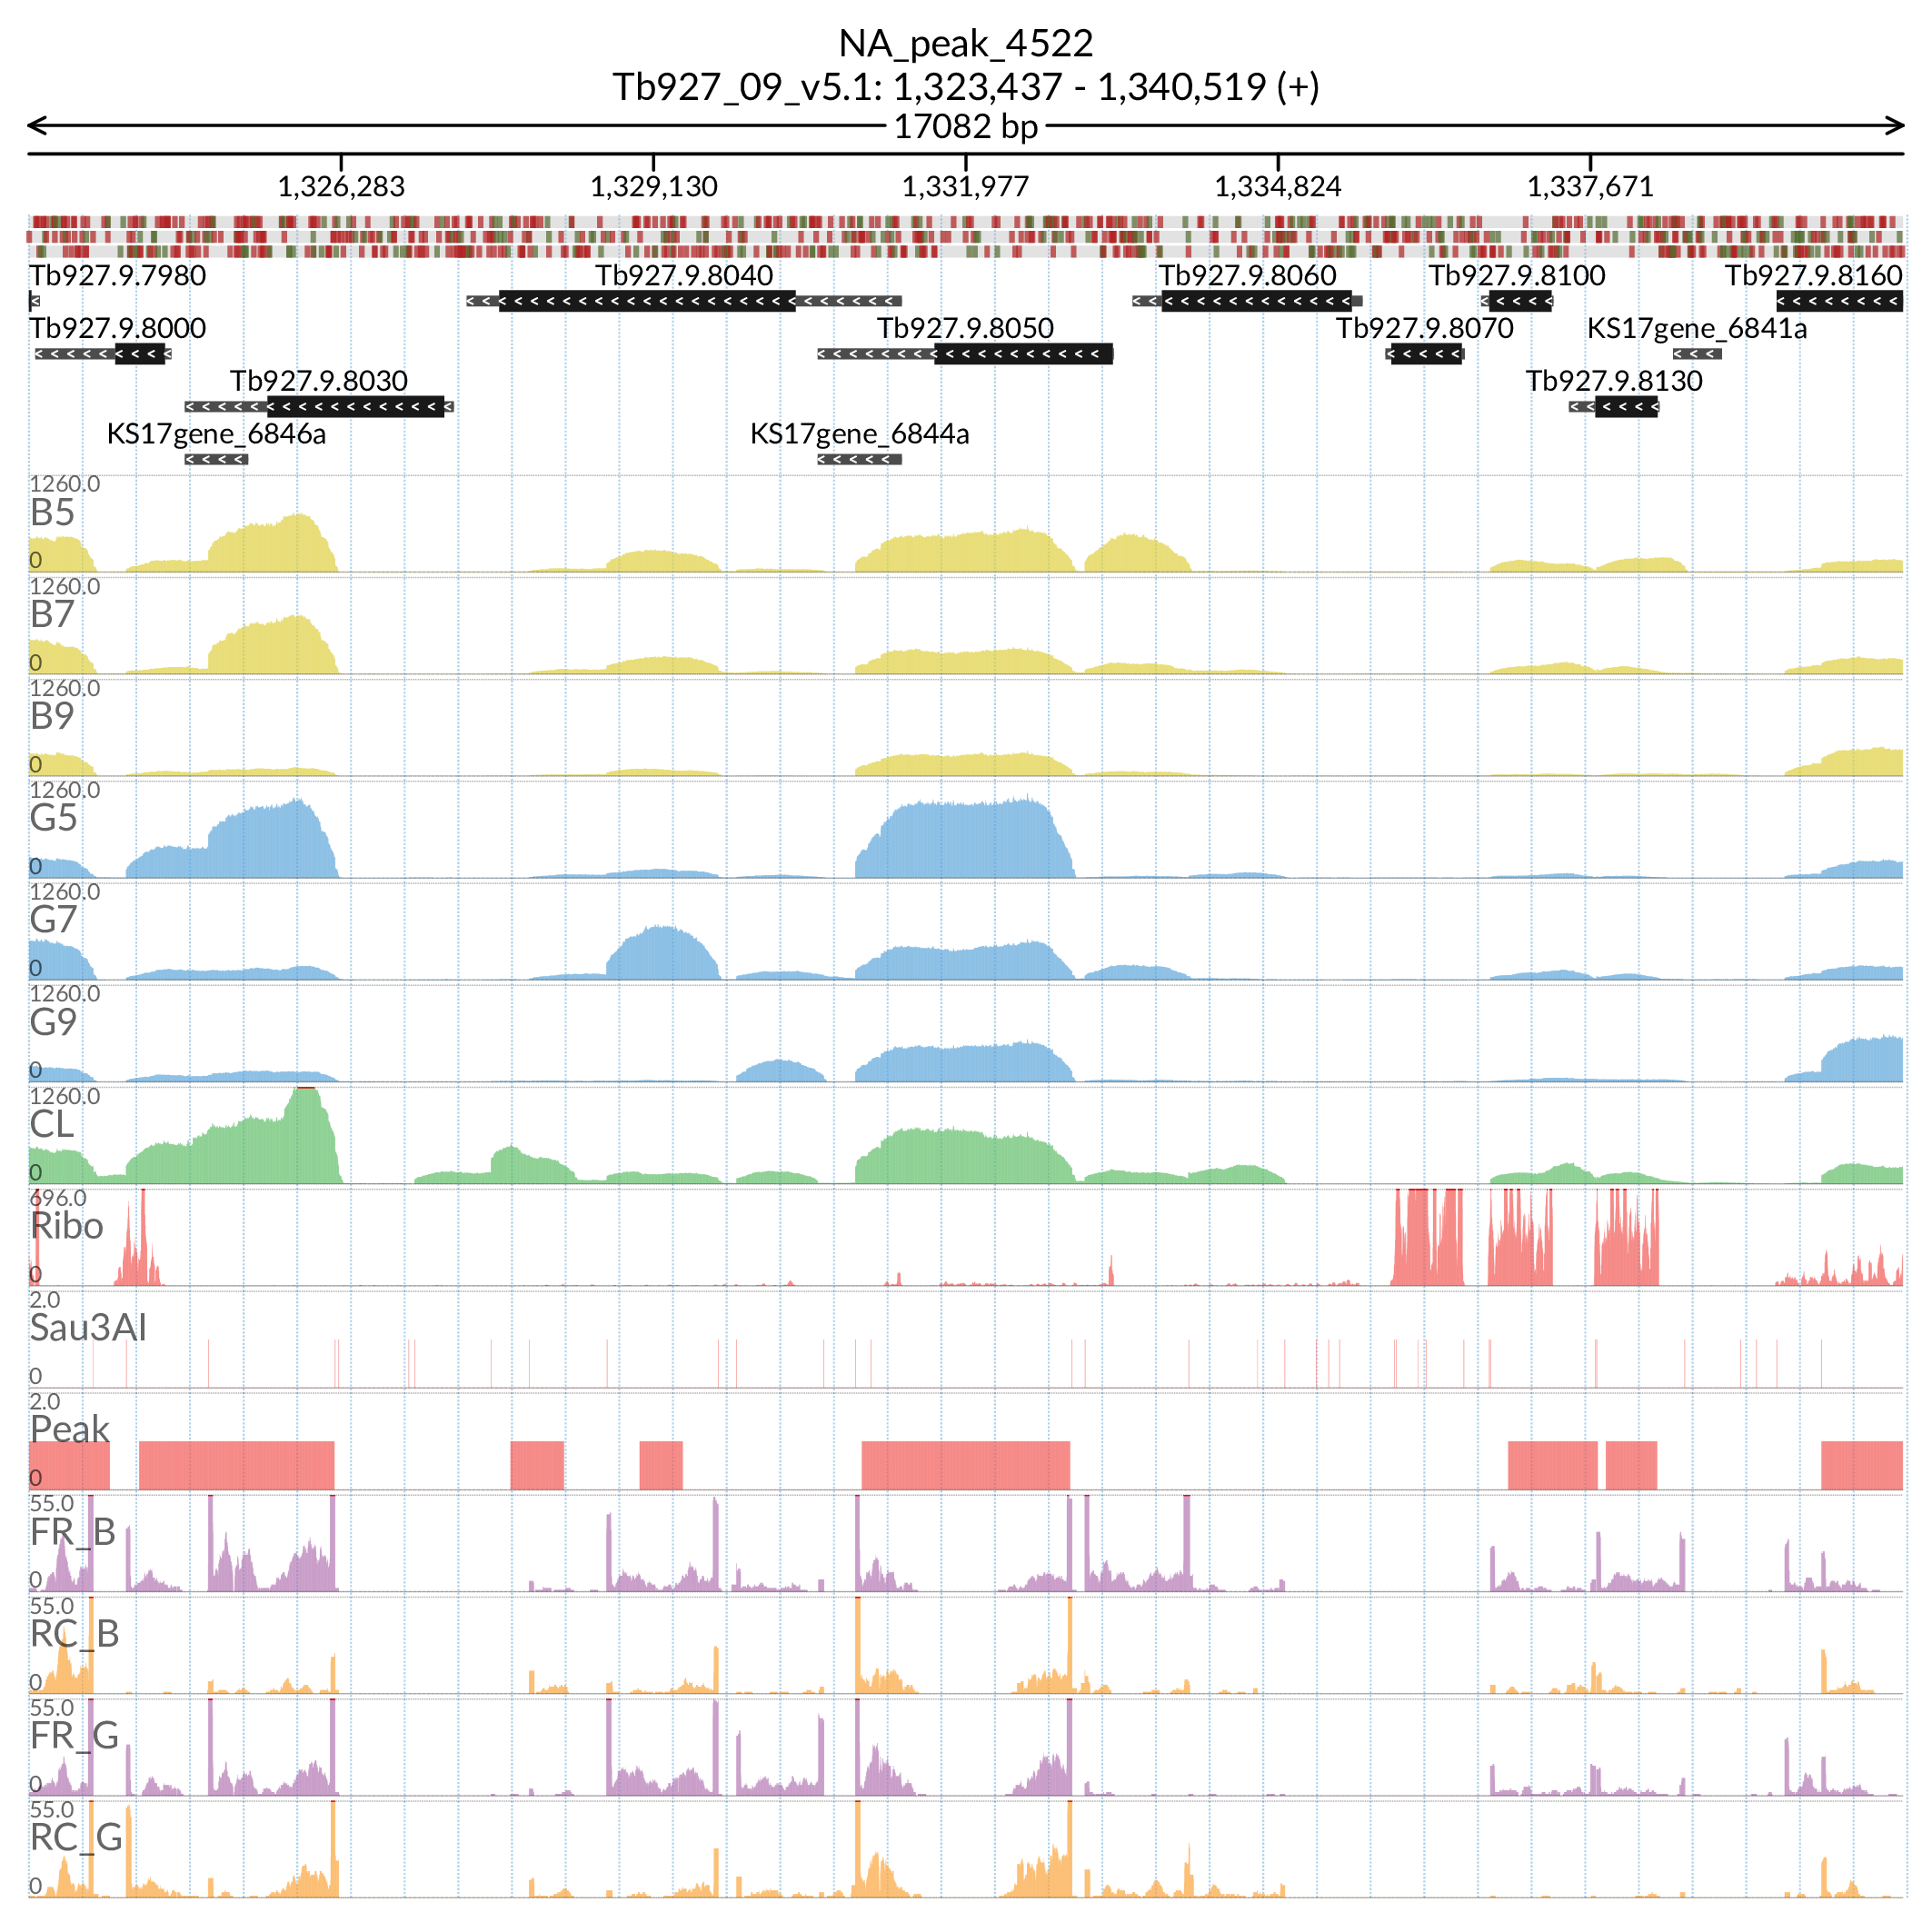 NA_peak_4522
Tb927_09_v5.1: 1,323,437 - 1,340,519 (+)
17082 bp
1,326,283 1,329,130 1,331,977 1,334,824 1,337,671
Tb927.9.7980 Tb927.9.8040 Tb927.9.8060 Tb927.9.8100 Tb927.9.8160
Tb927.9.8000 Tb927.9.8050 Tb927.9.8070 KS17gene_6841a
Tb927.9.8030 Tb927.9.8130
KS17gene_6846a KS17gene_6844a
1260.0
B5
0
1260.0
B7
0
1260.0
B9
0
1260.0
G5
0
1260.0
G7
0
1260.0
G9
0
1260.0
CL
0
696.0
Ribo
0
2.0
Sau3AI
0
2.0
Peak
0
55.0
FR_B
0
55.0
RC_B
0
55.0
FR_G
0
55.0
RC_G
0